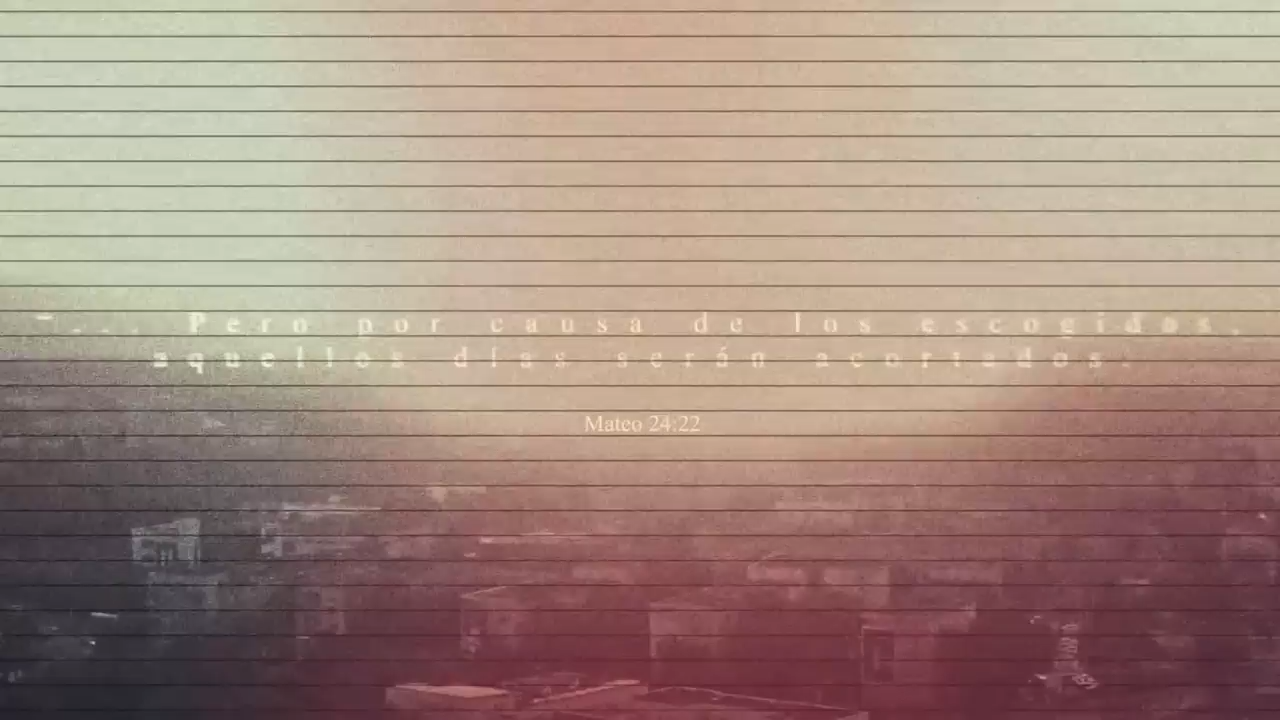 "... Pero por causa de los escogidos,
aquellos días serán acortados.
Mateo 24:22